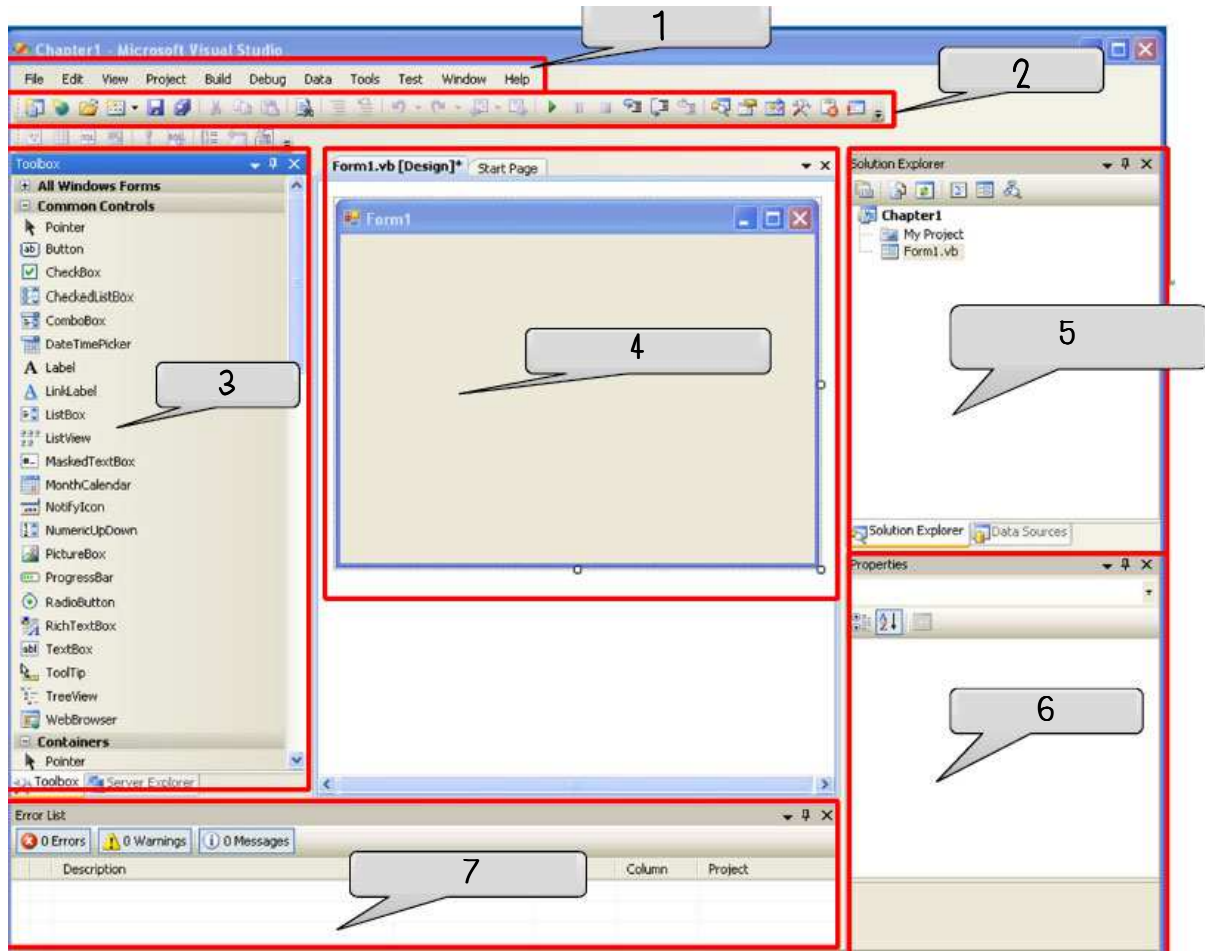 1
Chapter1 - Microsoft Visual Studio
2
File Edit View Project Build Debug Data Tools Test Window Help
Toolbox
All Windows Forms
Common Controls
Pointer
Button
CheckBox
CheckedListBox
ComboBox
DateTimePicker
A Label
A LinkLabel
ListBox
ListView
MaskedTextBox
MonthCalendar
NotifyIcon
NumericUpDown
PictureBox
ProgressBar
RadioButton
RichTextBox
abl TextBox
ToolTip
TreeView
WebBrowser
Containers
Pointer
Toolbox Server Explorer
3
Form1.vb [Design]* Start Page
Form1
4
Solution Explorer
Chapter1
My Project
Form1.vb
5
Solution Explorer Data Sources
Properties
6
Error List
0 Errors 0 Warnings 0 Messages
Description Column Project
7